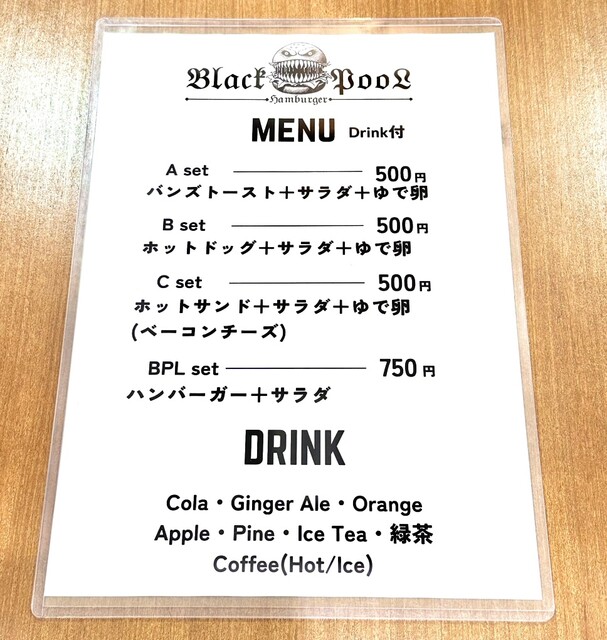 Black Pool
Hamburger
MENU Drink付
A set 500円
バンズトースト+サラダ+ゆで卵
B set 500円
ホットドッグ+サラダ+ゆで卵
C set 500円
ホットサンド+サラダ+ゆで卵
(ベーコンチーズ)
BPL set 750円
ハンバーガー+サラダ
DRINK
Cola・Ginger Ale・Orange
Apple・Pine・Ice Tea・緑茶
Coffee(Hot/Ice)